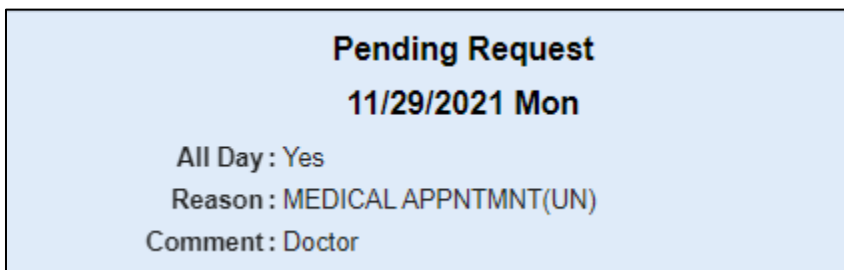 Pending Request
11/29/2021 Mon
All Day : Yes
Reason : MEDICAL APPNTMNT(UN)
Comment : Doctor